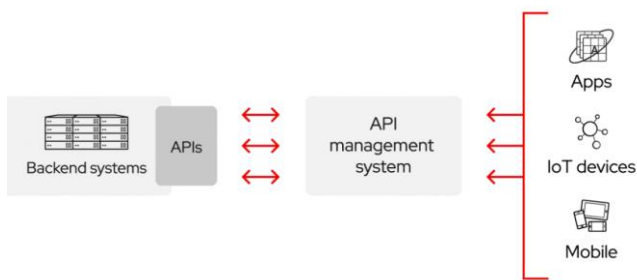 Backend systems
APIs
API
management
system
Apps
IoT devices
Mobile